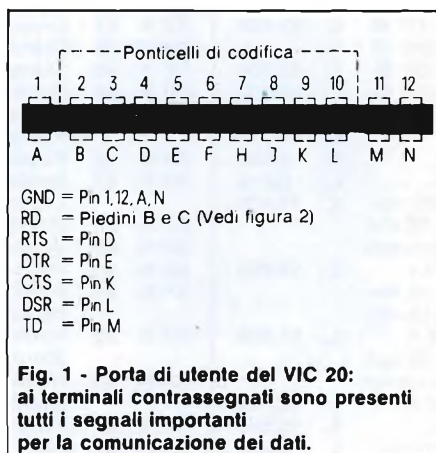 Ponticelli di codifica
1 2 3 4 5 6 7 8 9 10 11 12
A B C D E F H J K L M N
GND = Pin 1,12, A, N
RD = Piedini B e C (Vedi figura 2)
RTS = Pin D
DTR = Pin E
CTS = Pin K
DSR = Pin L
TD = Pin M
Fig. 1 - Porta di utente del VIC 20:
ai terminali contrassegnati sono presenti
tutti i segnali importanti
per la comunicazione dei dati.